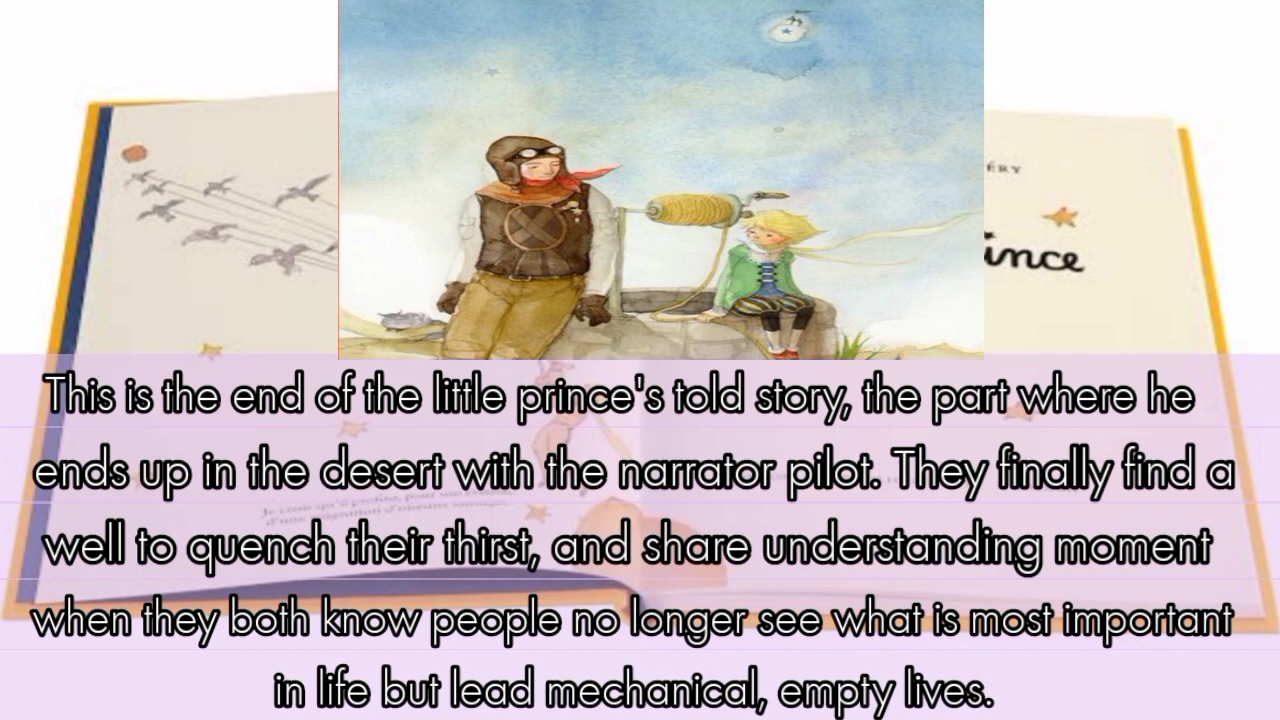 ÉRY
ince
This is the end of the little prince's told story, the part where he
ends up in the desert with the narrator pilot. They finally find a
well to quench their thirst, and share understanding moment
when they both know people no longer see what is most important
in life but lead mechanical, empty lives.